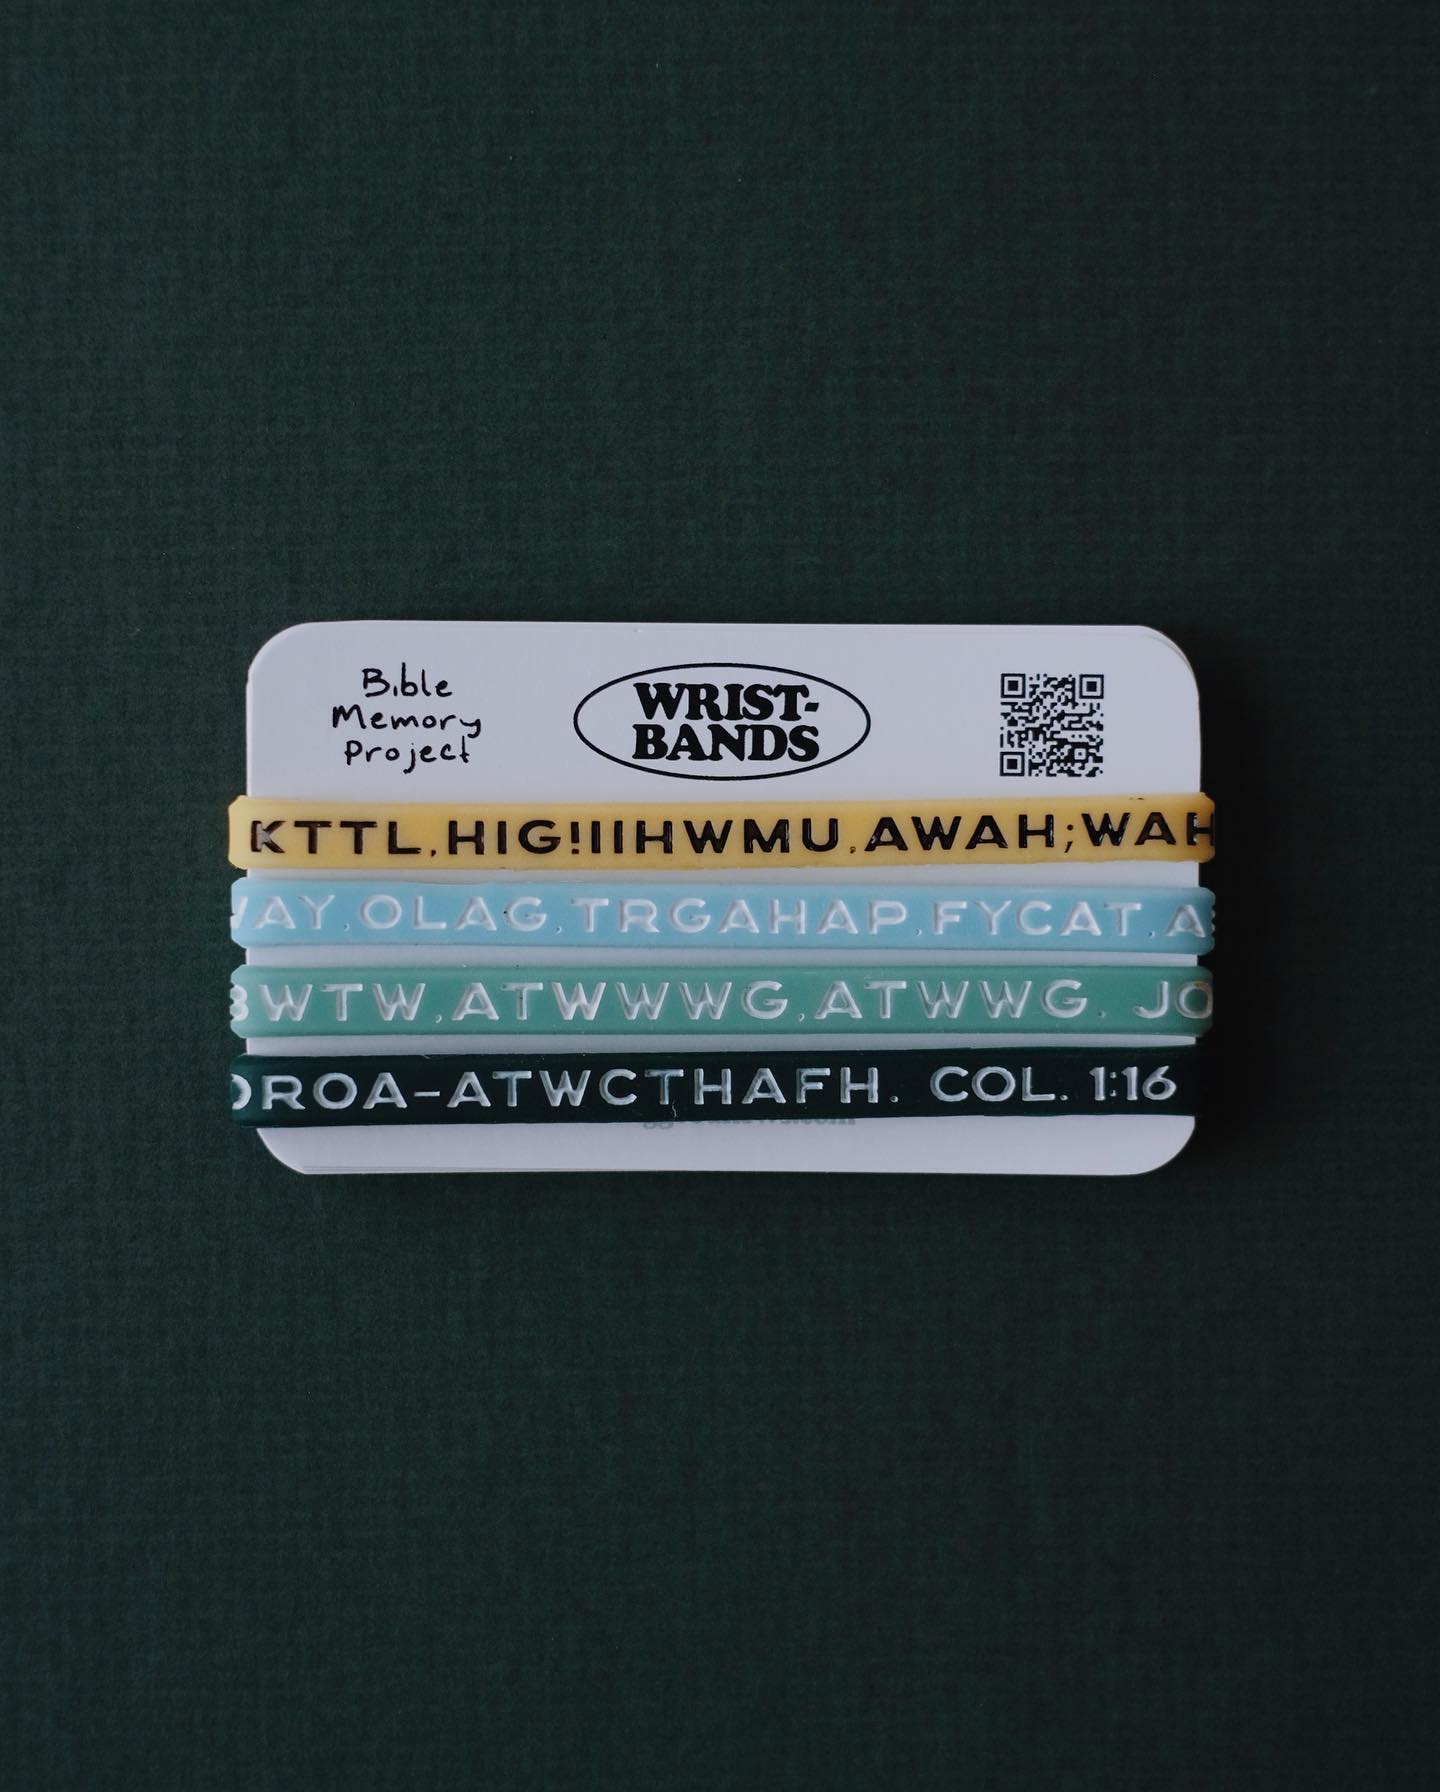 Bible
Memory
Project
WRIST-
BANDS
KTTL,HIG!IIIHWMU,AWAH;WAH
AY,OLAG,TRGAHAP,FYCAT,A
WTW,ATWWWG,ATWWG. JO
ROA–ATWCTHAFH. COL. 1:16